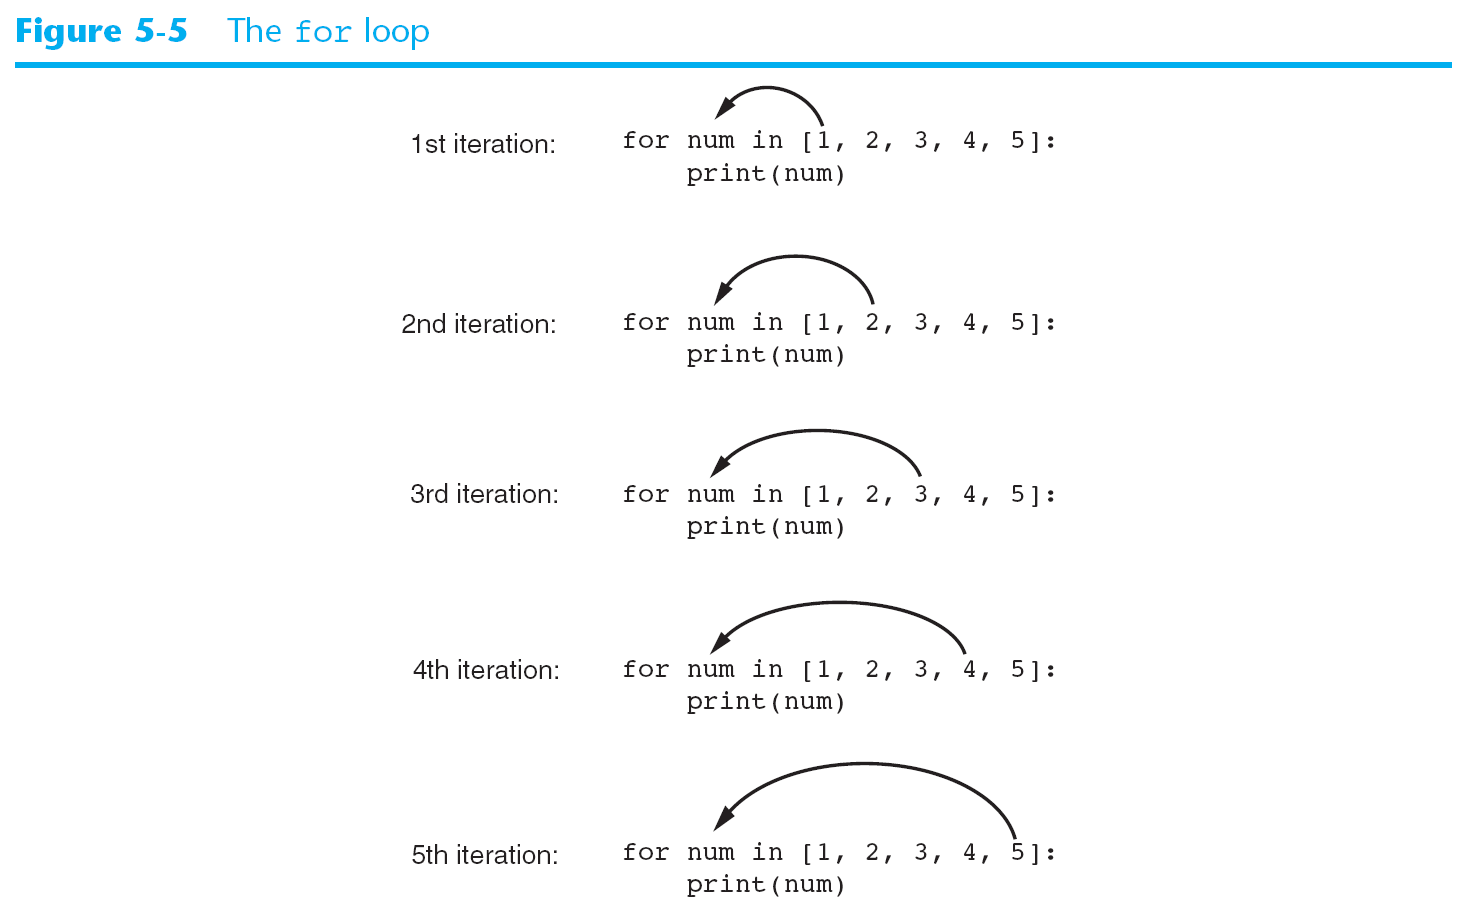 Figure 5-5 The for loop
1st iteration: for num in [1, 2, 3, 4, 5]:
print(num)
2nd iteration: for num in [1, 2, 3, 4, 5]:
print(num)
3rd iteration: for num in [1, 2, 3, 4, 5]:
print(num)
4th iteration: for num in [1, 2, 3, 4, 5]:
print(num)
5th iteration: for num in [1, 2, 3, 4, 5]:
print(num)